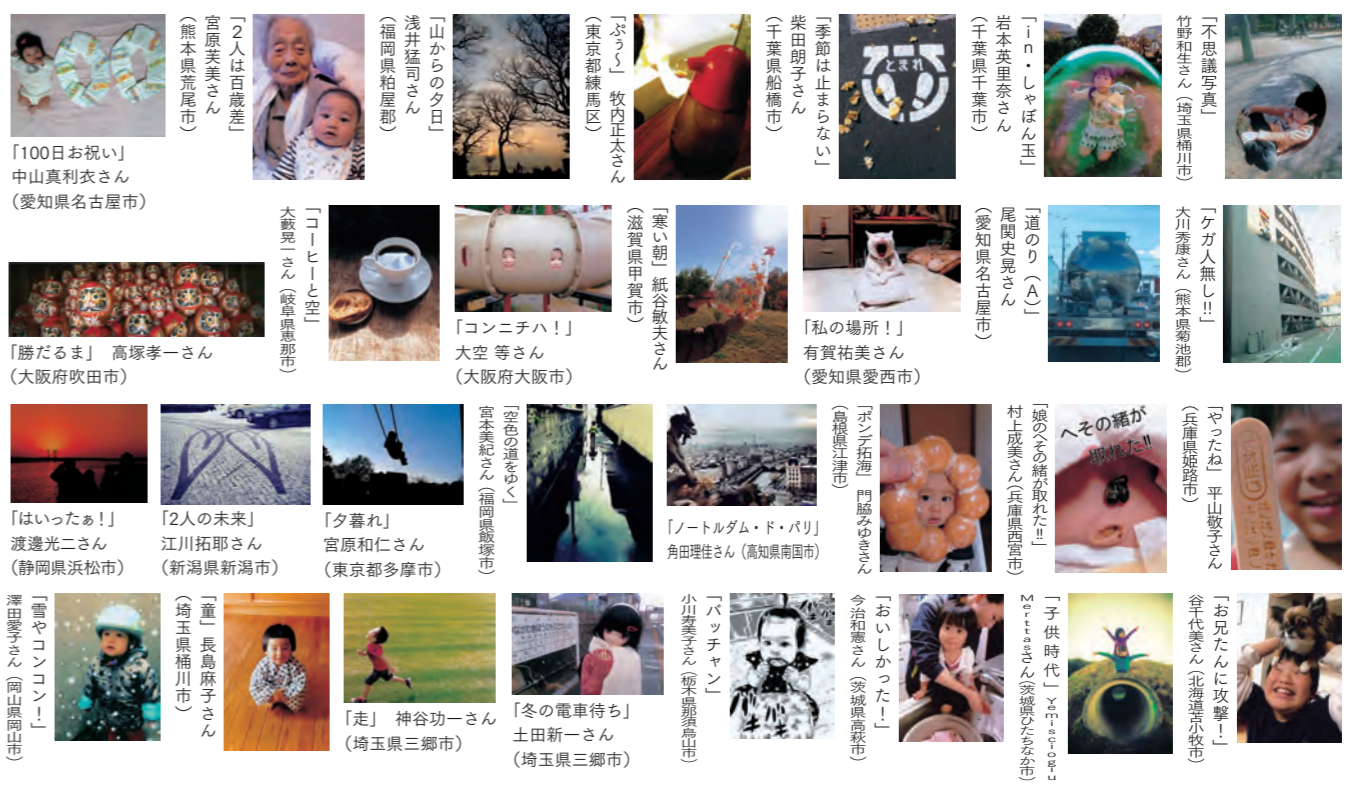 「不思議写真」
竹野和生さん（埼玉県桶川市）
「in・しゃぼん玉」
岩本英里奈さん
（千葉県千葉市）
とまれ
「季節は止まらない」
柴田朗子さん
（千葉県船橋市）
「ぷぅ〜」 牧内正太さん
（東京都練馬区）
「山からの夕日」
浅井猛司さん
（福岡県粕屋郡）
「2人は百歳差」
宮原芙美さん
（熊本県荒尾市）
「100日お祝い」
中山真利衣さん
（愛知県名古屋市）
「ケガ人無し!!」
大川秀康さん（熊本県菊池郡）
「道のり（A）」
尾関史晃さん
（愛知県名古屋市）
「私の場所！」
有賀祐美さん
（愛知県愛西市）
「寒い朝」紙谷敏夫さん
（滋賀県甲賀市）
「コンニチハ！」
大空 等さん
（大阪府大阪市）
「コーヒーと空」
大藪晃一さん（岐阜県恵那市）
「勝だるま」 高塚孝一さん
（大阪府吹田市）
「やったね」 平山敬子さん
（兵庫県姫路市）
へその緒が
取れた!!
「娘のへその緒が取れた!!」
村上成美さん（兵庫県西宮市）
「ポンデ拓海」 門脇みゆきさん
（島根県江津市）
「ノートルダム・ド・パリ」
角田理佳さん（高知県南国市）
「空色の道をゆく」
宮本美紀さん（福岡県飯塚市）
「夕暮れ」
宮原和仁さん
（東京都多摩市）
「2人の未来」
江川拓耶さん
（新潟県新潟市）
「はいったぁ！」
渡邊光二さん
（静岡県浜松市）
「お兄たんに攻撃！」
谷千代美さん（北海道苫小牧市）
「子供時代」Yemisciogiu
Merttasさん（茨城県ひたちなか市）
「おいしかった！」
今治和憲さん（茨城県高萩市）
「バッチャン」
小川寿美子さん（栃木県那須烏山市）
「冬の電車待ち」
土田新一さん
（埼玉県三郷市）
「走」 神谷功一さん
（埼玉県三郷市）
「童」長島麻子さん
（埼玉県桶川市）
「雪やコンコン！」
澤田愛子さん（岡山県岡山市）